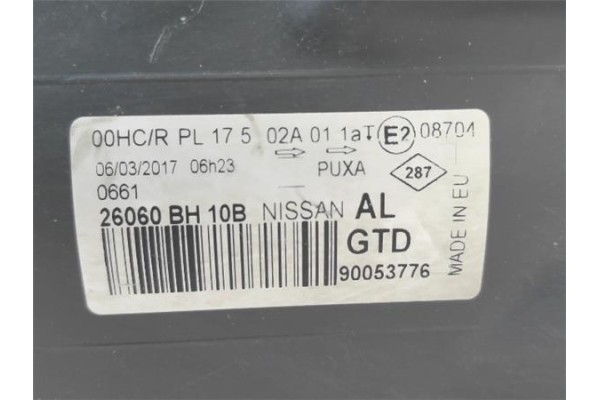 00HC/R PL 17 5 02A 01 1aT E2 08704
06/03/2017 06h23 PUXA
287
0661
26060 BH 10B NISSAN AL
GTD
90053776
MADE IN EU